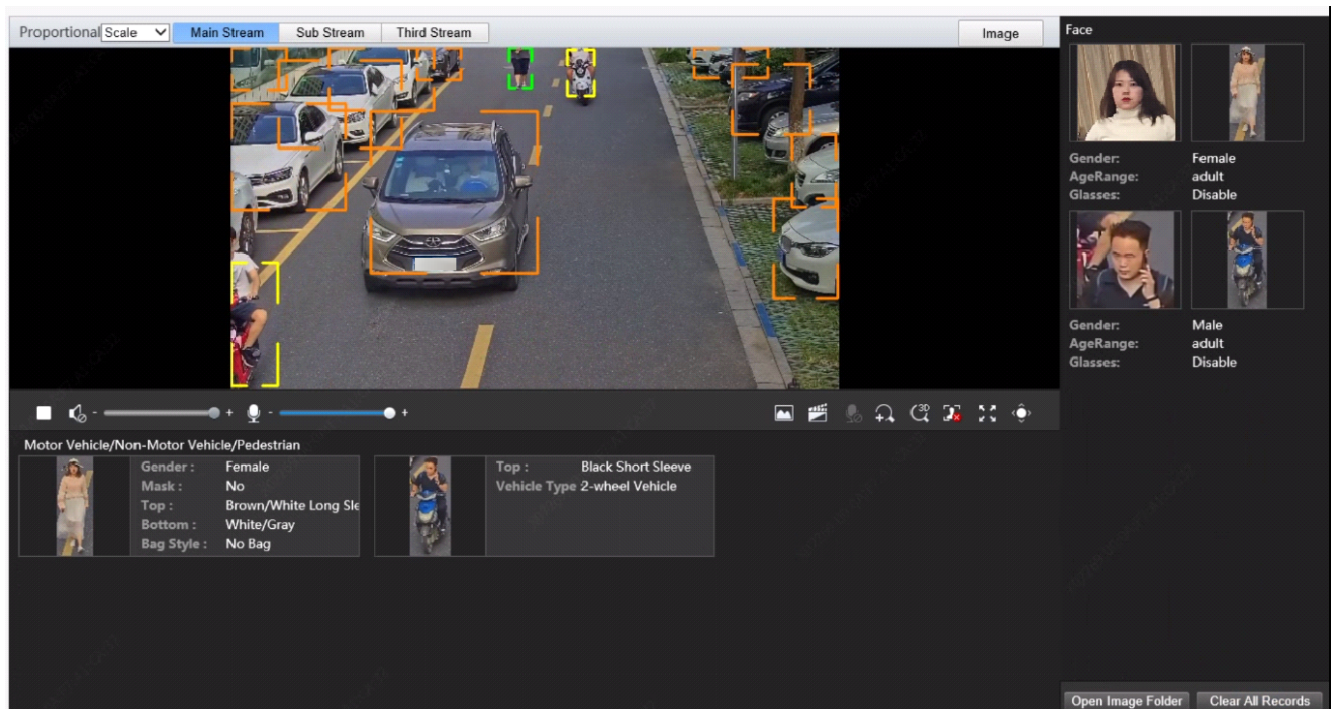 Proportional Scale Main Stream Sub Stream Third Stream Image
Face
Gender: Female
AgeRange: adult
Glasses: Disable
Gender: Male
AgeRange: adult
Glasses: Disable
- + - +
3D
Motor Vehicle/Non-Motor Vehicle/Pedestrian
Gender : Female
Mask : No
Top : Brown/White Long Sle
Bottom : White/Gray
Bag Style : No Bag
Top : Black Short Sleeve
Vehicle Type 2-wheel Vehicle
Open Image Folder Clear All Records